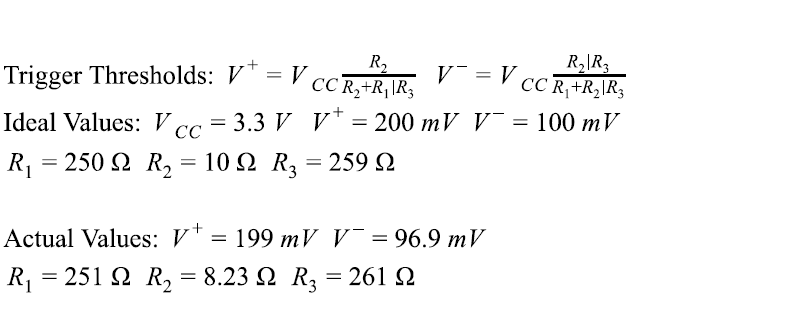 Trigger Thresholds: V⁺ = V_CC R₂/(R₂+R₁|R₃) V⁻ = V_CC R₂|R₃/(R₁+R₂|R₃)
Ideal Values: V_CC = 3.3 V V⁺ = 200 mV V⁻ = 100 mV
R₁ = 250 Ω R₂ = 10 Ω R₃ = 259 Ω
Actual Values: V⁺ = 199 mV V⁻ = 96.9 mV
R₁ = 251 Ω R₂ = 8.23 Ω R₃ = 261 Ω